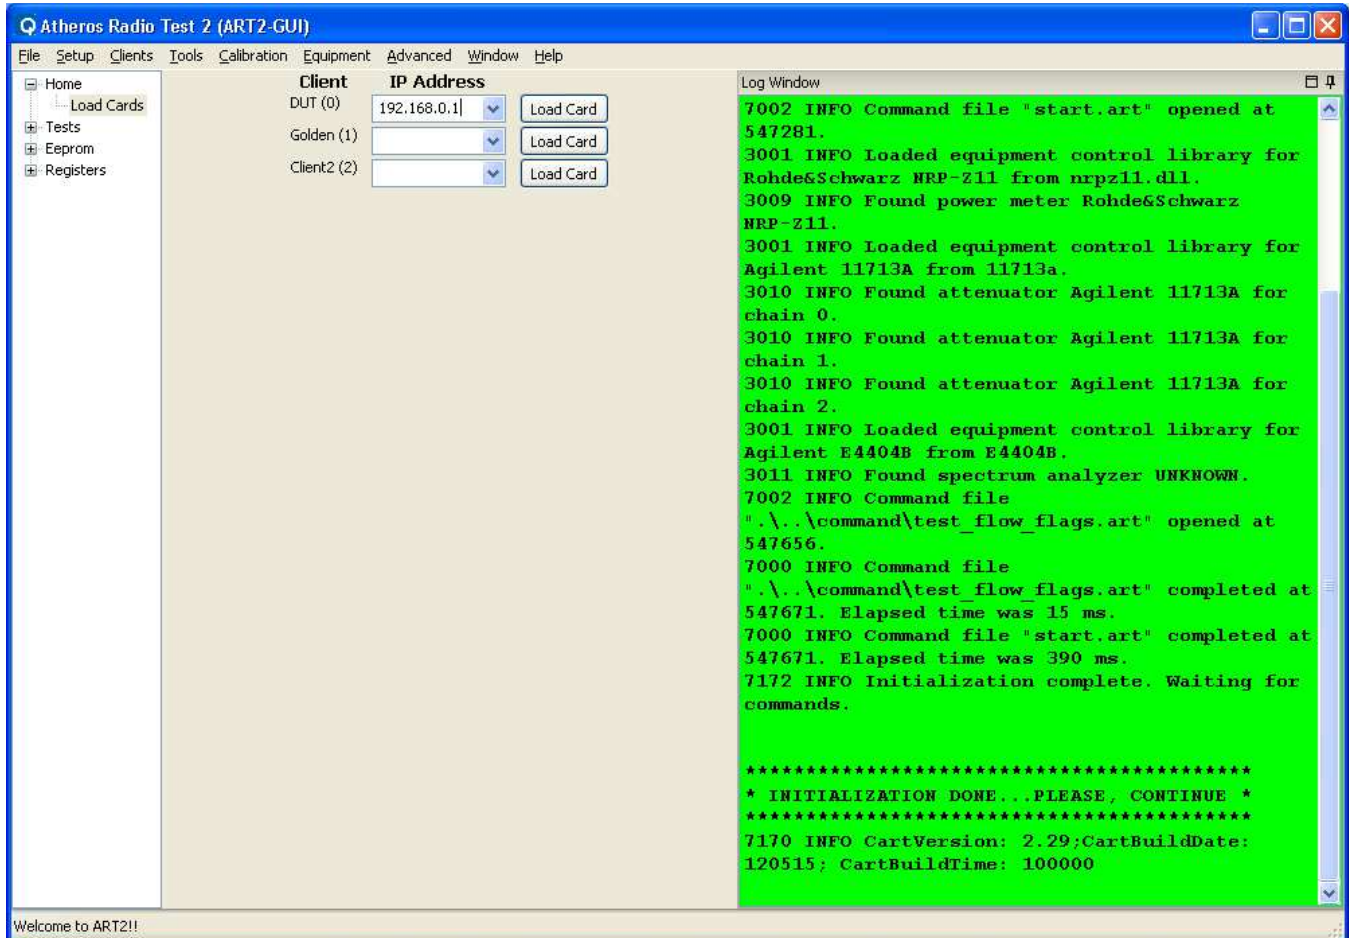 Atheros Radio Test 2 (ART2-GUI)
File Setup Clients Tools Calibration Equipment Advanced Window Help
Home
Load Cards
Tests
Eeprom
Registers
Client IP Address
DUT (0) 192.168.0.1 Load Card
Golden (1) Load Card
Client2 (2) Load Card
Log Window
7002 INFO Command file "start.art" opened at
547281.
3001 INFO Loaded equipment control library for
Rohde&Schwarz NRP-Z11 from nrpz11.dll.
3009 INFO Found power meter Rohde&Schwarz
NRP-Z11.
3001 INFO Loaded equipment control library for
Agilent 11713A from 11713a.
3010 INFO Found attenuator Agilent 11713A for
chain 0.
3010 INFO Found attenuator Agilent 11713A for
chain 1.
3010 INFO Found attenuator Agilent 11713A for
chain 2.
3001 INFO Loaded equipment control library for
Agilent E4404B from E4404B.
3011 INFO Found spectrum analyzer UNKNOWN.
7002 INFO Command file
".\..\command\test_flow_flags.art" opened at
547656.
7000 INFO Command file
".\..\command\test_flow_flags.art" completed at
547671. Elapsed time was 15 ms.
7000 INFO Command file "start.art" completed at
547671. Elapsed time was 390 ms.
7172 INFO Initialization complete. Waiting for
commands.
******************************************
* INITIALIZATION DONE...PLEASE, CONTINUE *
******************************************
7170 INFO CartVersion: 2.29;CartBuildDate:
120515; CartBuildTime: 100000
Welcome to ART2!!